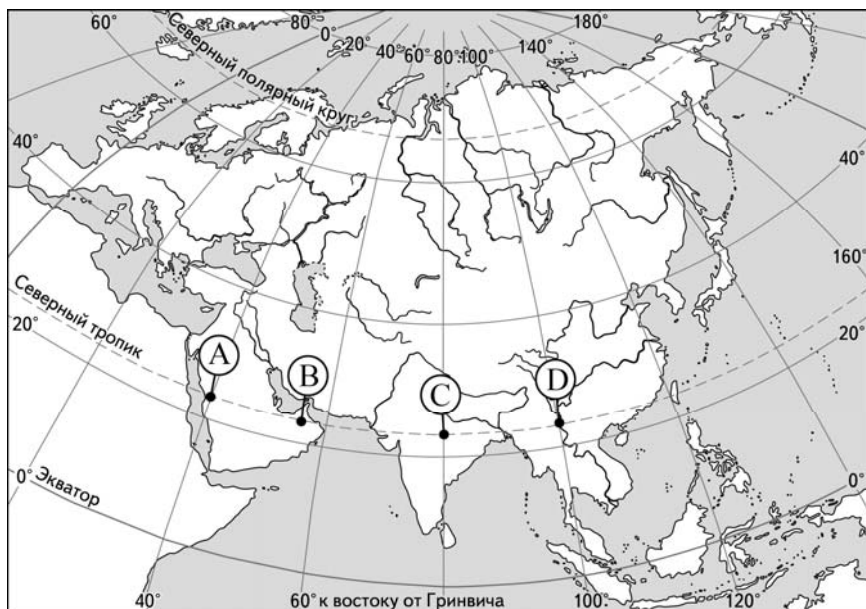 60°
80°
0°
20°
40°
60°
80°
100°
140°
180°
Северный полярный круг
40°
40°
160°
Северный тропик
20°
20°
A
B
C
D
0°
Экватор
0°
40°
60° к востоку от Гринвича
100°
120°